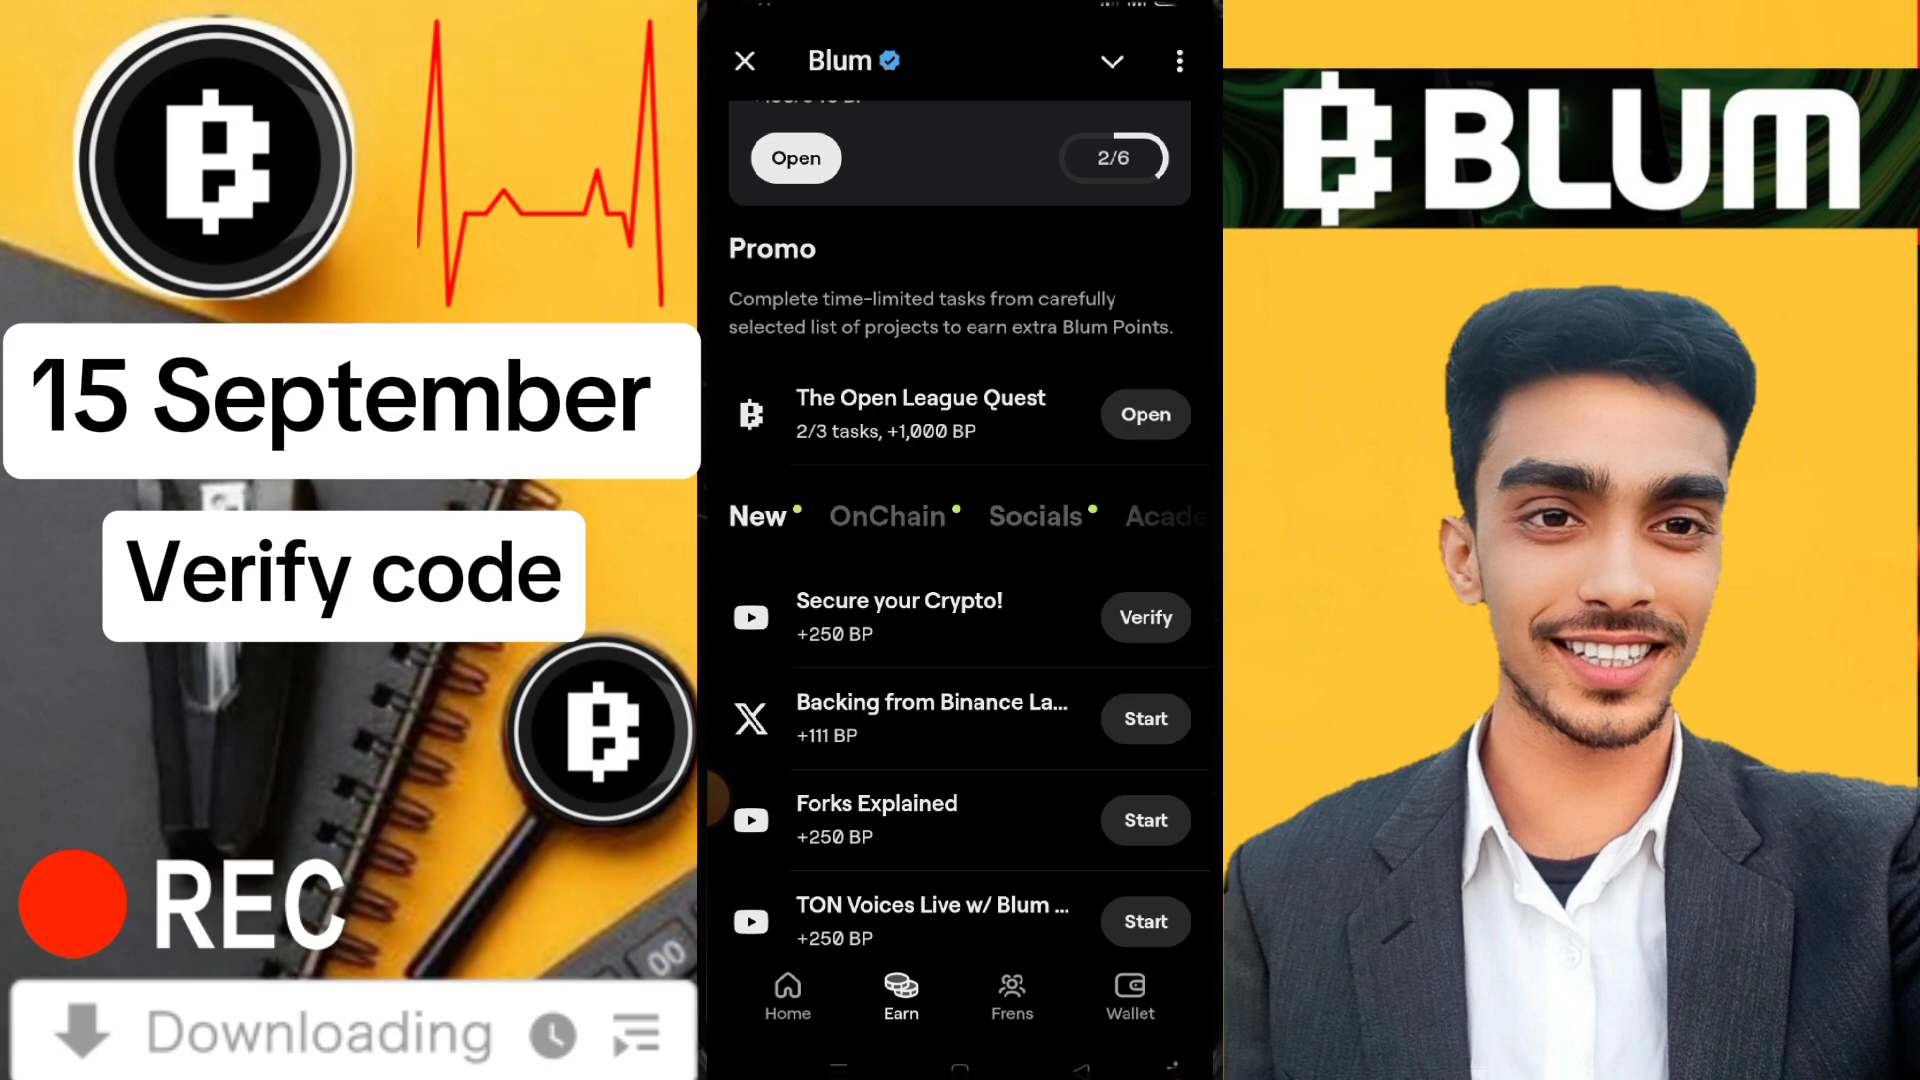 15 September
Verify code
REC
00
Downloading
Blum
Open
2/6
Promo
Complete time-limited tasks from carefully
selected list of projects to earn extra Blum Points.
The Open League Quest
2/3 tasks, +1,000 BP
Open
New
OnChain
Socials
Acade
Secure your Crypto!
+250 BP
Verify
Backing from Binance La...
+111 BP
Start
Forks Explained
+250 BP
Start
TON Voices Live w/ Blum ...
+250 BP
Start
Home
Earn
Frens
Wallet
BLUM